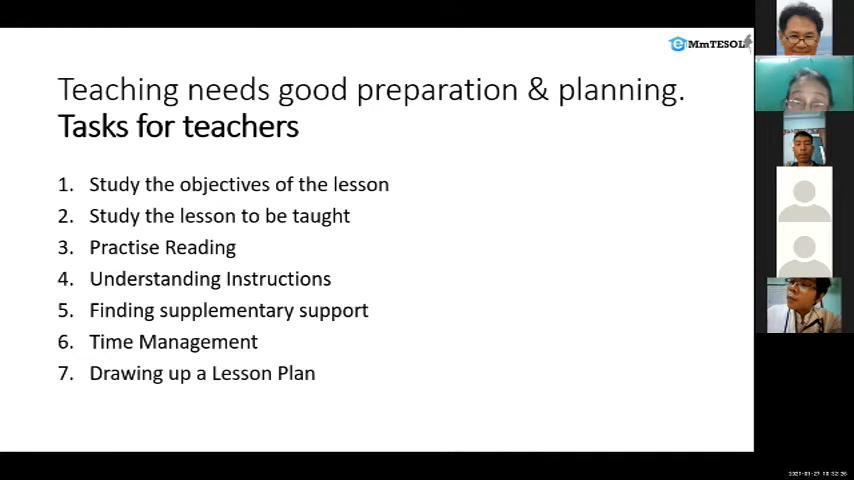 eMmTESOL
Teaching needs good preparation & planning.
Tasks for teachers
1. Study the objectives of the lesson
2. Study the lesson to be taught
3. Practise Reading
4. Understanding Instructions
5. Finding supplementary support
6. Time Management
7. Drawing up a Lesson Plan